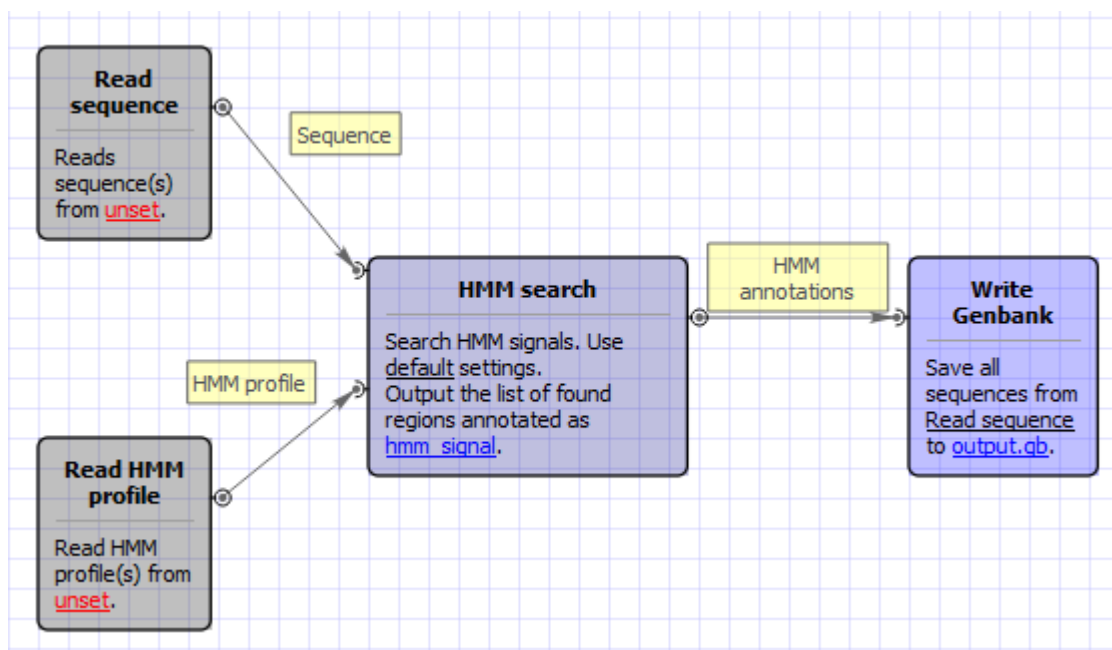 Read
sequence
Reads
sequence(s)
from unset.
Sequence
HMM profile
Read HMM
profile
Read HMM
profile(s) from
unset.
HMM search
Search HMM signals. Use
default settings.
Output the list of found
regions annotated as
hmm_signal.
HMM
annotations
Write
Genbank
Save all
sequences from
Read sequence
to output.gb.